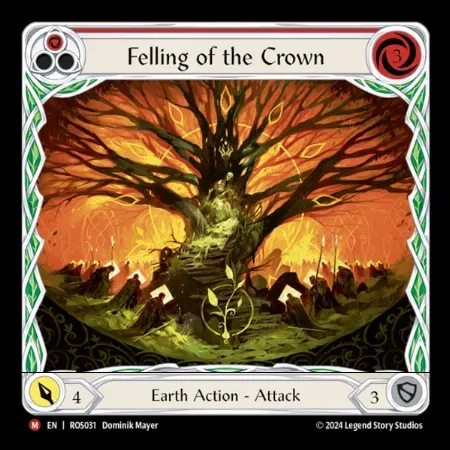 Felling of the Crown
3
4
Earth Action - Attack
3
M EN | ROS031 Dominik Mayer
© 2024 Legend Story Studios